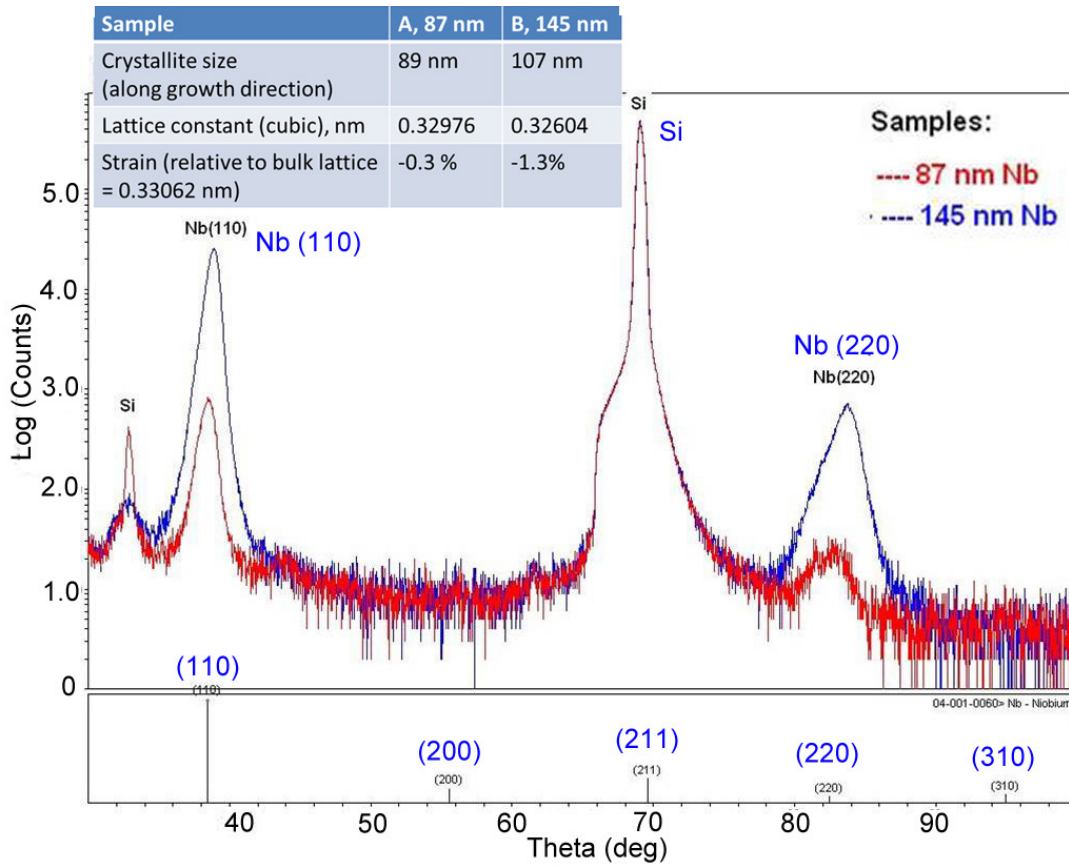 Sample A, 87 nm B, 145 nm
Crystallite size 89 nm 107 nm
(along growth direction)
Lattice constant (cubic), nm 0.32976 0.32604
Strain (relative to bulk lattice -0.3 % -1.3%
= 0.33062 nm)
Si
Si
Samples:
---- 87 nm Nb
---- 145 nm Nb
Nb(110)
Nb (110)
Nb (220)
Nb(220)
Si
Log (Counts)
5.0
4.0
3.0
2.0
1.0
0
(110)
(110)
04-001-0060> Nb - Niobium
(200)
(200)
(211)
(211)
(220)
(220)
(310)
(310)
40 50 60 70 80 90
Theta (deg)